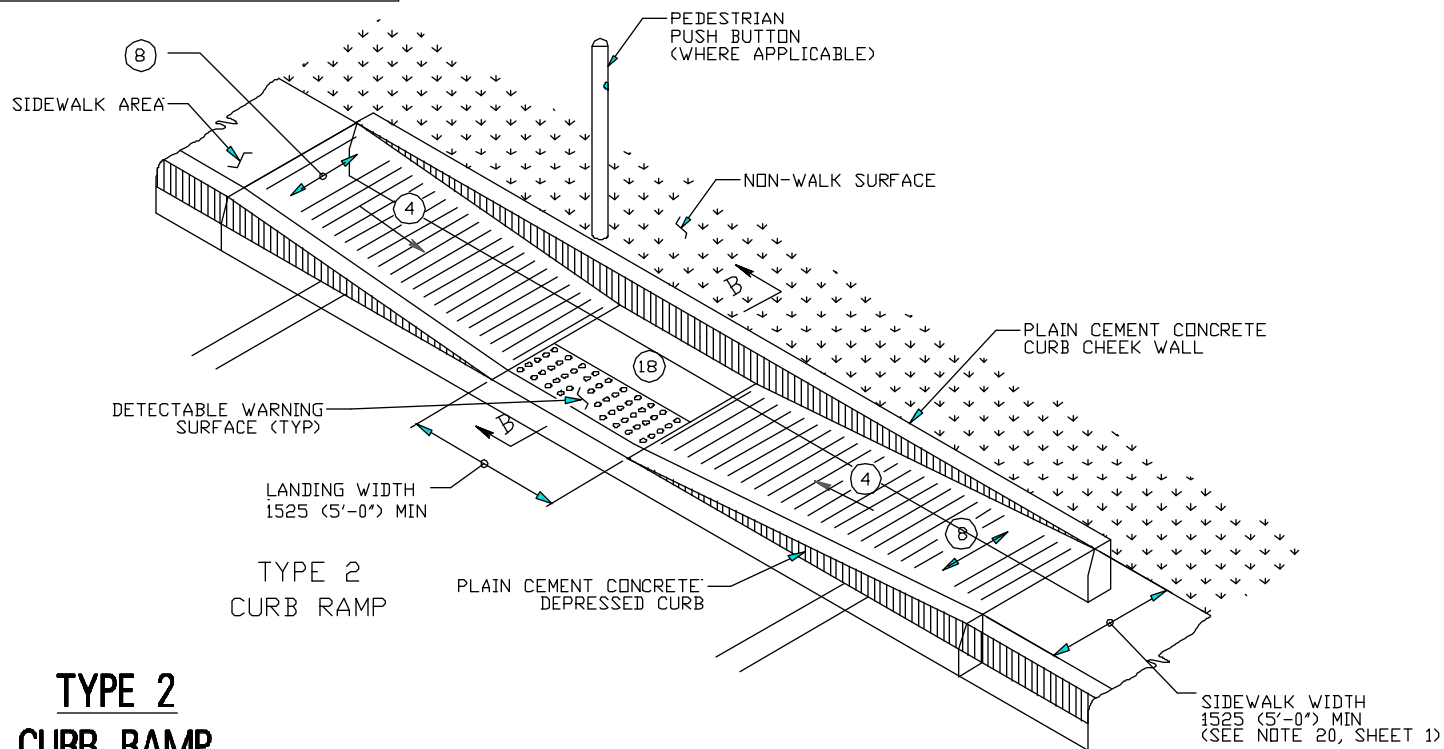 PEDESTRIAN
PUSH BUTTON
(WHERE APPLICABLE)
8
SIDEWALK AREA
NON-WALK SURFACE
4
B
PLAIN CEMENT CONCRETE
CURB CHEEK WALL
18
DETECTABLE WARNING
SURFACE (TYP)
B
LANDING WIDTH
1525 (5'-0") MIN
4
8
TYPE 2
CURB RAMP
PLAIN CEMENT CONCRETE
DEPRESSED CURB
TYPE 2
CURB RAMP
SIDEWALK WIDTH
1525 (5'-0") MIN
(SEE NOTE 20, SHEET 1)